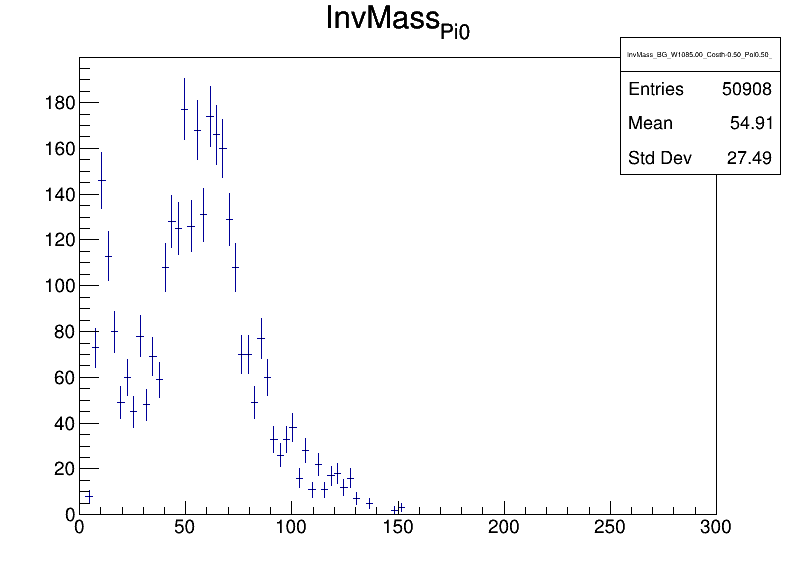 InvMassPi0
InvMass_BG_W1085.00_Costh-0.50_Pol0.50_
Entries 50908
Mean 54.91
Std Dev 27.49
180
160
140
120
100
80
60
40
20
0
0 50 100 150 200 250 300